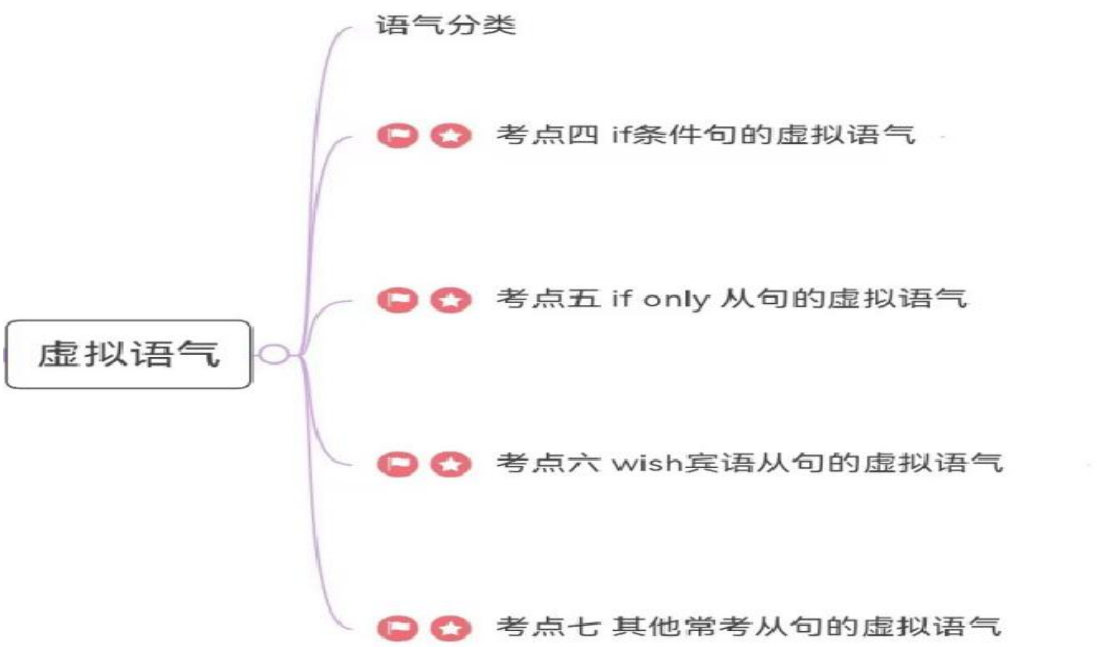 语气分类
考点四 if条件句的虚拟语气
考点五 if only 从句的虚拟语气
虚拟语气
考点六 wish宾语从句的虚拟语气
考点七 其他常考从句的虚拟语气